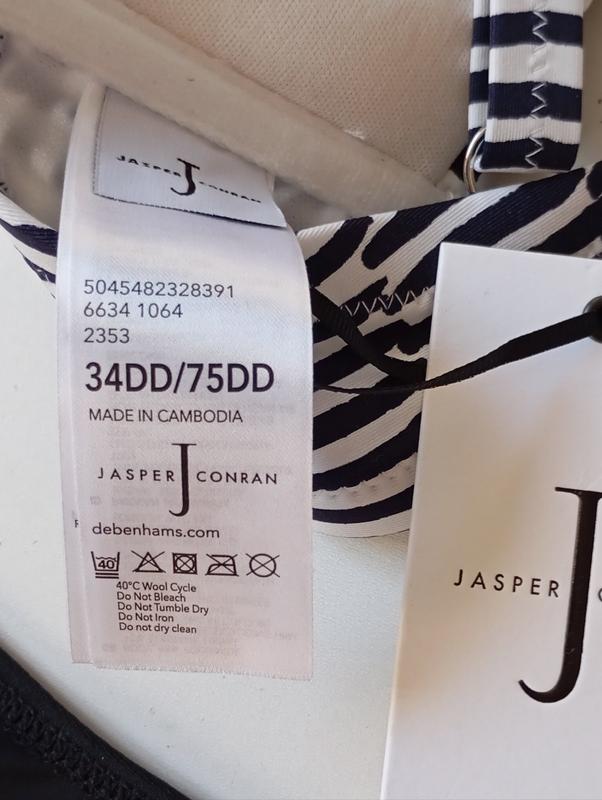 JASPER J CONRAN
5045482328391
6634 1064
2353
34DD/75DD
MADE IN CAMBODIA
JASPER J CONRAN
debenhams.com
40
40°C Wool Cycle
Do Not Bleach
Do Not Tumble Dry
Do Not Iron
Do not dry clean
JASPER J